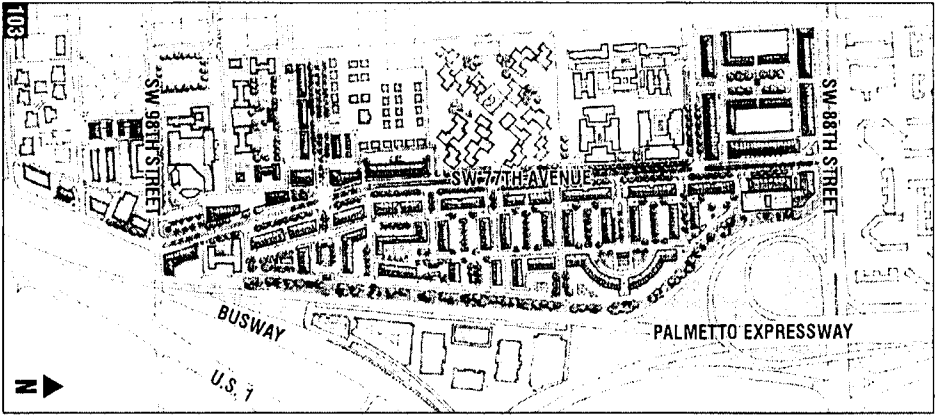 103
SW 98TH STREET
SW 77TH AVENUE
SW 88TH STREET
BUSWAY
PALMETTO EXPRESSWAY
U.S. 1
N